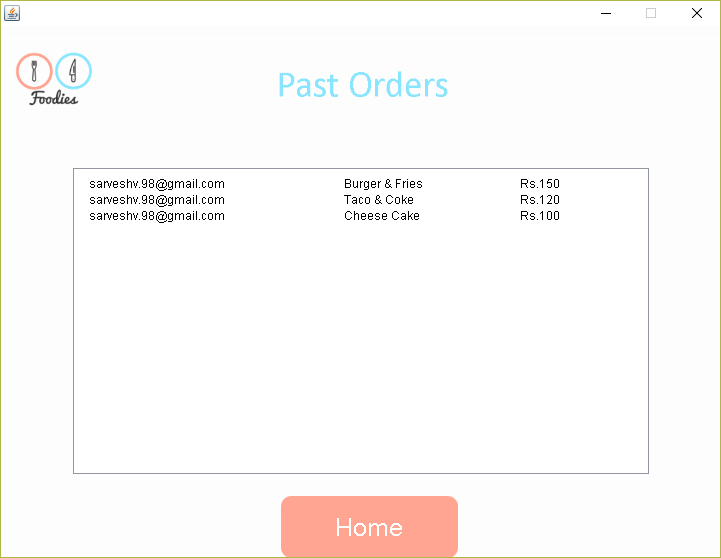 Foodies
Past Orders
sarveshv.98@gmail.com Burger & Fries Rs.150
sarveshv.98@gmail.com Taco & Coke Rs.120
sarveshv.98@gmail.com Cheese Cake Rs.100
Home